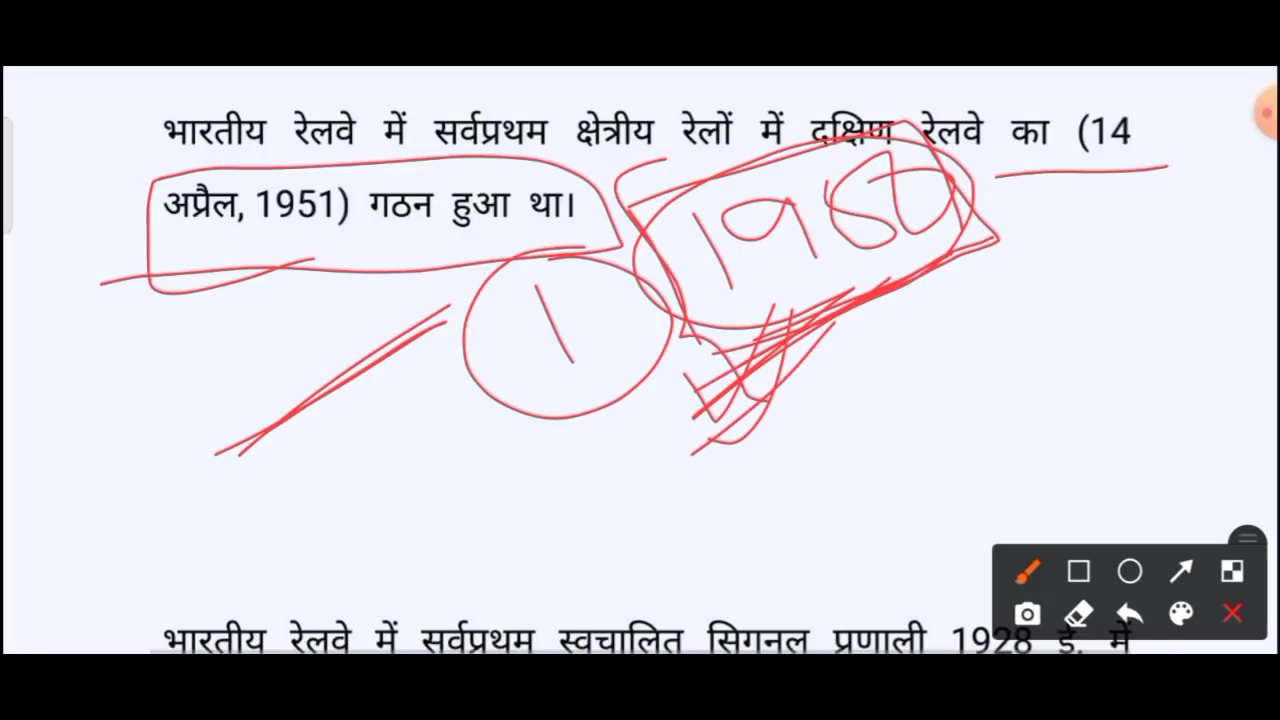 भारतीय रेलवे में सर्वप्रथम क्षेत्रीय रेलों में दक्षिण रेलवे का (14
अप्रैल, 1951) गठन हुआ था।
1950
1
भारतीय रेलवे में सर्वप्रथम स्वचालित सिगनल प्रणाली 1928 ई. में